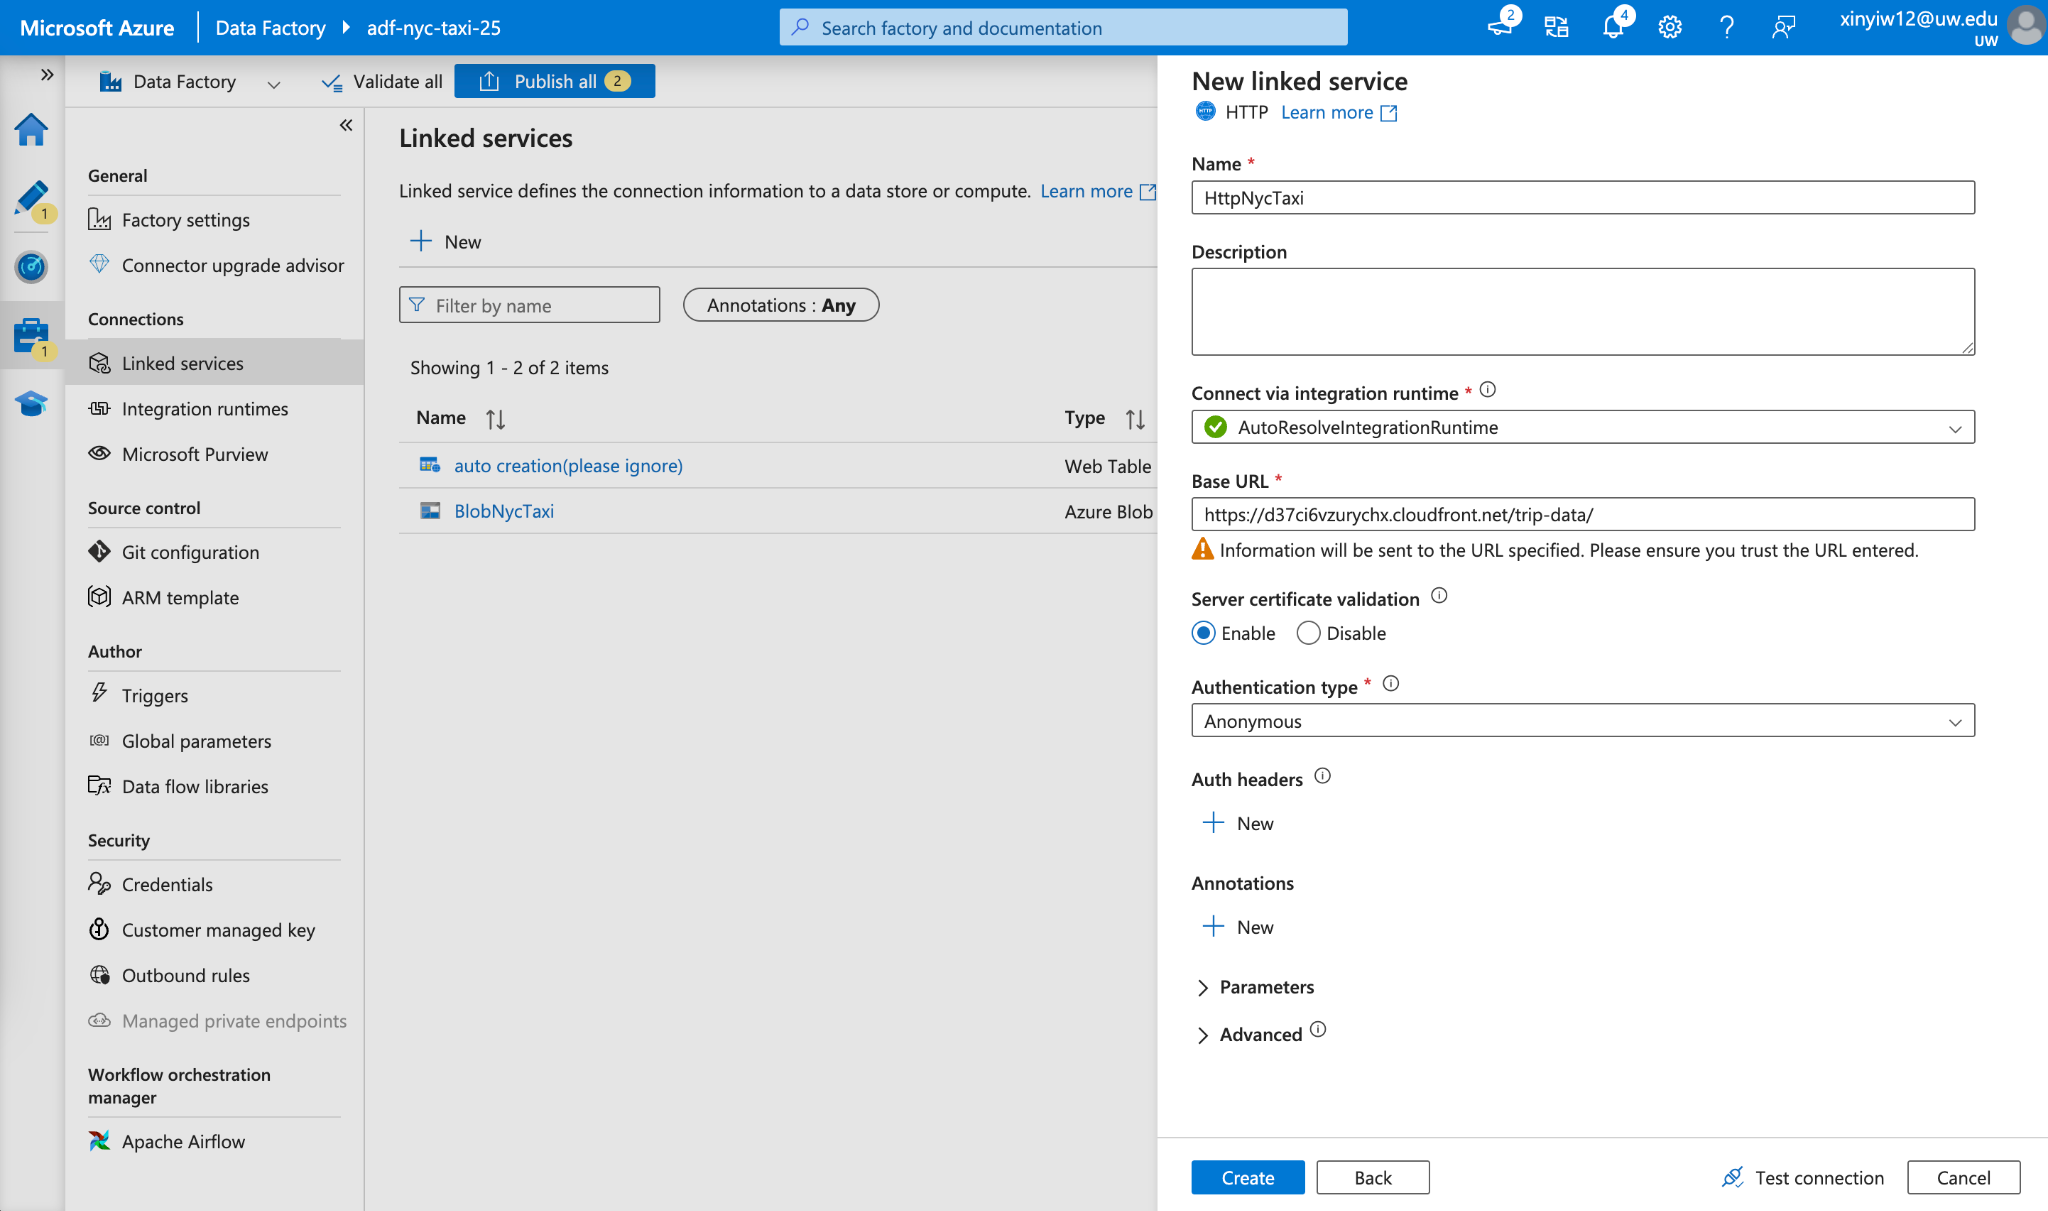 Microsoft Azure
Data Factory
adf-nyc-taxi-25
Search factory and documentation
2
4
xinyiw12@uw.edu
UW
Data Factory
Validate all
Publish all 2
1
1
General
Factory settings
Connector upgrade advisor
Connections
Linked services
Integration runtimes
Microsoft Purview
Source control
Git configuration
ARM template
Author
Triggers
Global parameters
Data flow libraries
Security
Credentials
Customer managed key
Outbound rules
Managed private endpoints
Workflow orchestration
manager
Apache Airflow
Linked services
Linked service defines the connection information to a data store or compute. Learn more
New
Filter by name
Annotations : Any
Showing 1 - 2 of 2 items
Name Type
auto creation(please ignore) Web Table
BlobNycTaxi Azure Blob
New linked service
HTTP Learn more
Name *
HttpNycTaxi
Description
Connect via integration runtime *
AutoResolveIntegrationRuntime
Base URL *
https://d37ci6vzurychx.cloudfront.net/trip-data/
Information will be sent to the URL specified. Please ensure you trust the URL entered.
Server certificate validation
Enable Disable
Authentication type *
Anonymous
Auth headers
New
Annotations
New
Parameters
Advanced
Create Back Test connection Cancel